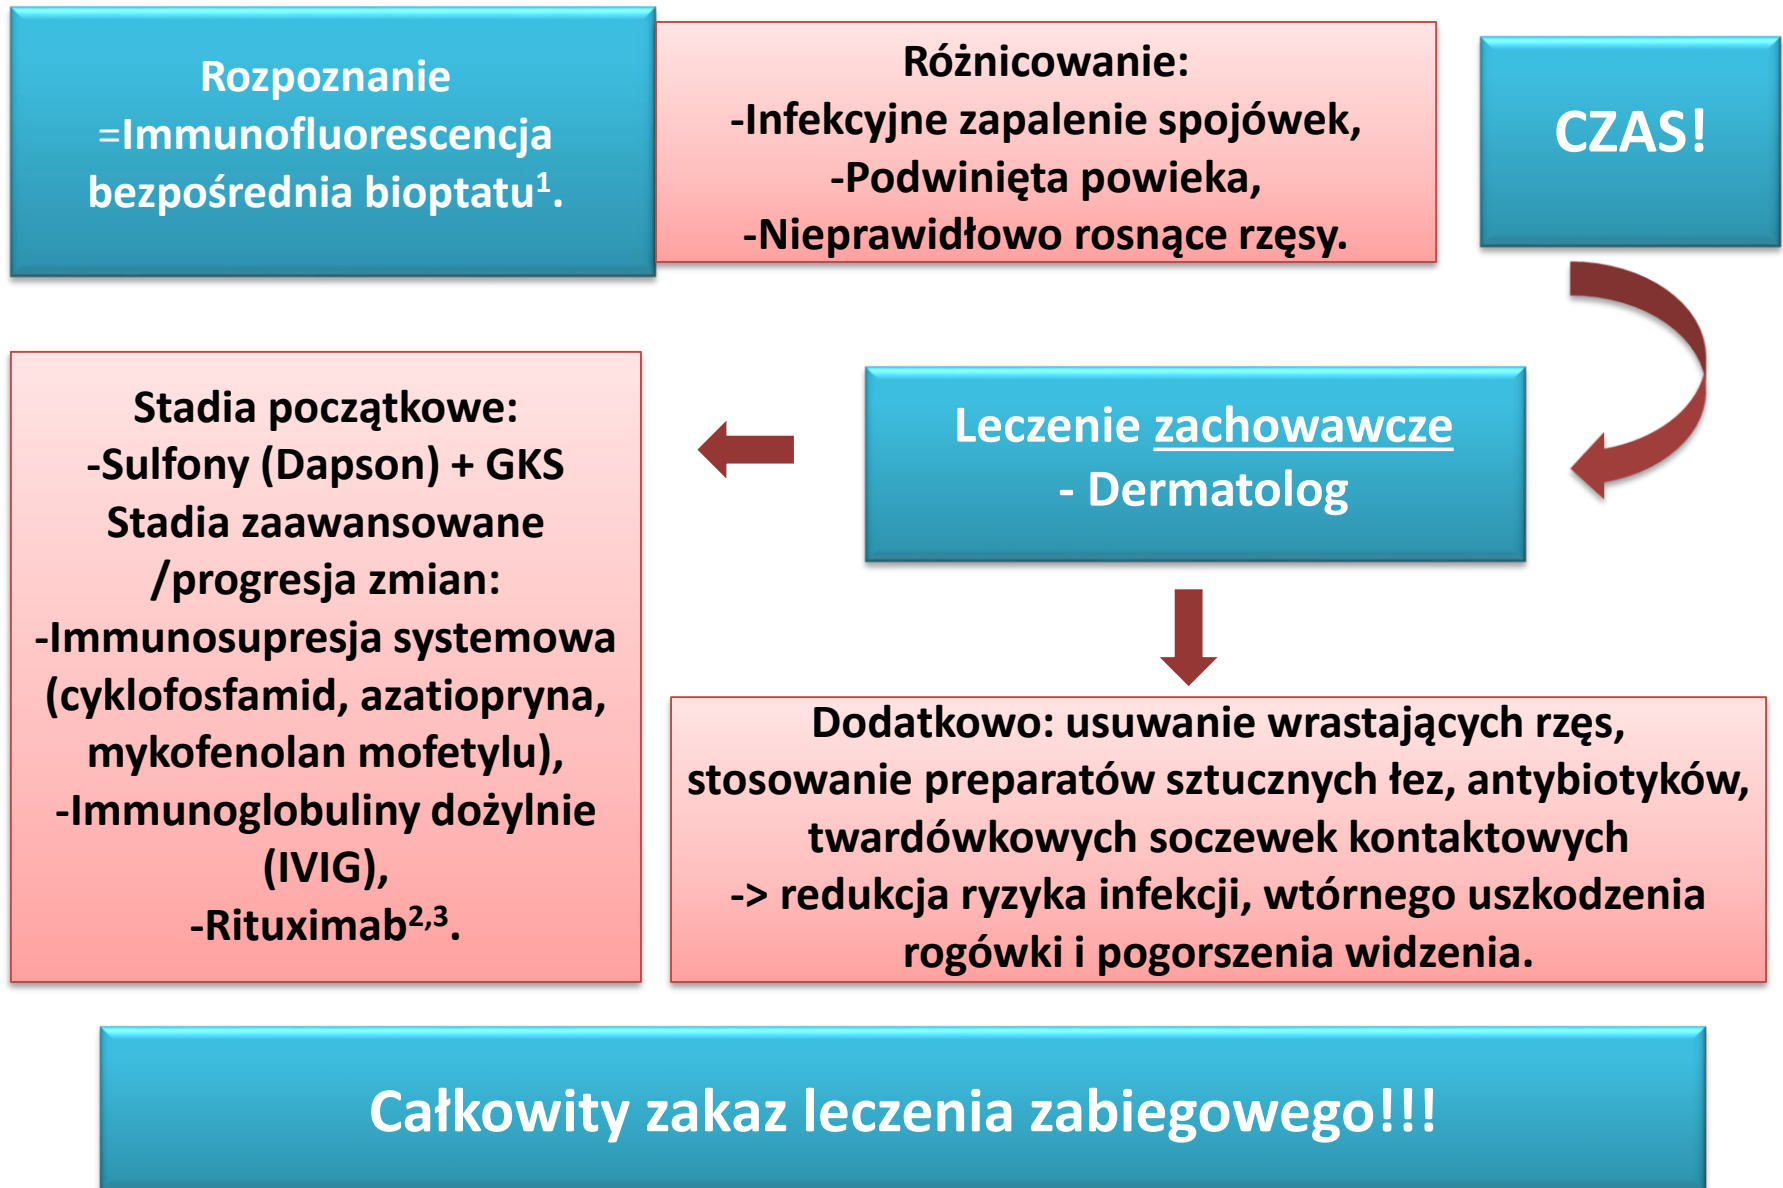 Rozpoznanie
=Immunofluorescencja
bezpośrednia bioptatu¹.
Różnicowanie:
-Infekcyjne zapalenie spojówek,
-Podwinięta powieka,
-Nieprawidłowo rosnące rzęsy.
CZAS!
Leczenie zachowawcze
- Dermatolog
Stadia początkowe:
-Sulfony (Dapson) + GKS
Stadia zaawansowane
/progresja zmian:
-Immunosupresja systemowa
(cyklofosfamid, azatiopryna,
mykofenolan mofetylu),
-Immunoglobuliny dożylnie
(IVIG),
-Rituximab²,³.
Dodatkowo: usuwanie wrastających rzęs,
stosowanie preparatów sztucznych łez, antybiotyków,
twardówkowych soczewek kontaktowych
-> redukcja ryzyka infekcji, wtórnego uszkodzenia
rogówki i pogorszenia widzenia.
Całkowity zakaz leczenia zabiegowego!!!